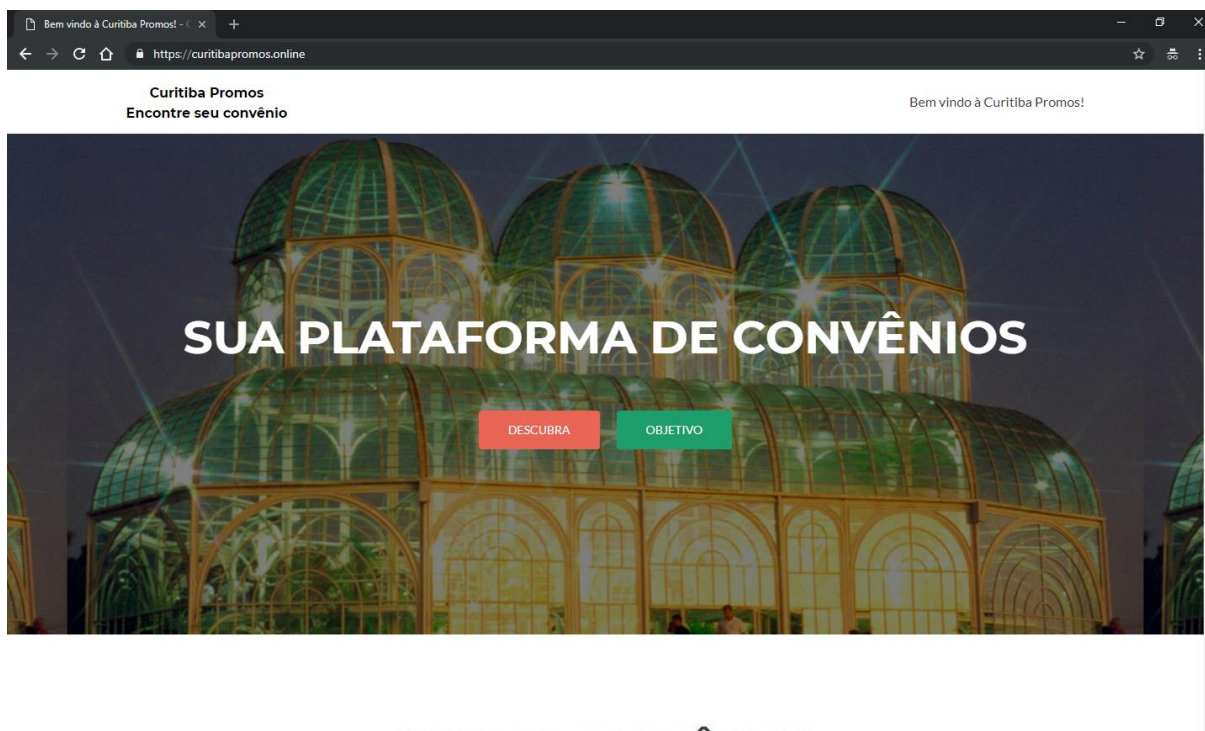 Bem vindo à Curitiba Promos! - C
https://curitibapromos.online
Curitiba Promos
Encontre seu convênio
Bem vindo à Curitiba Promos!
SUA PLATAFORMA DE CONVÊNIOS
DESCUBRA
OBJETIVO